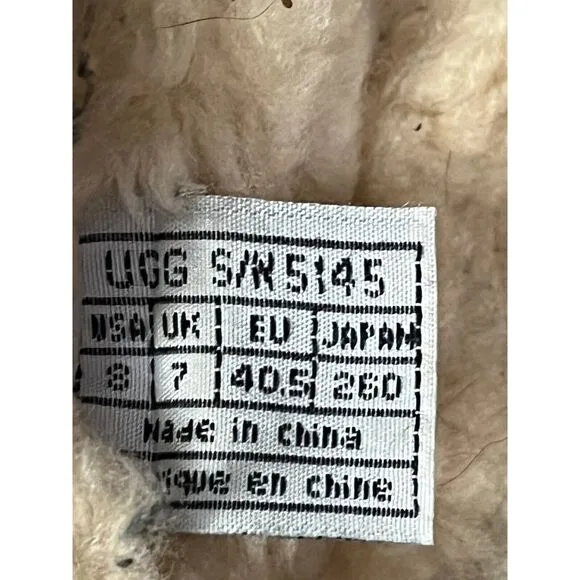 UGG S/N 5145
USA UK EU JAPAN
8 7 40.5 260
Made in China
ique en chine